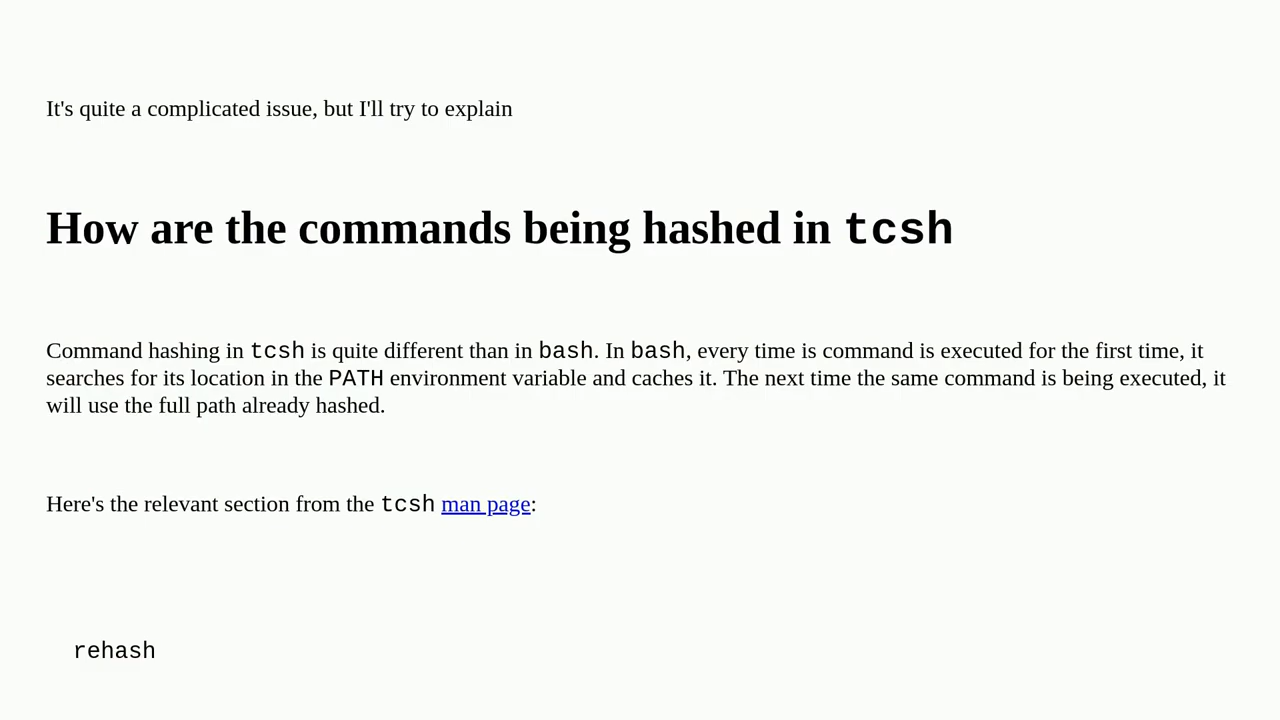 It's quite a complicated issue, but I'll try to explain
How are the commands being hashed in tcsh
Command hashing in tcsh is quite different than in bash. In bash, every time is command is executed for the first time, it
searches for its location in the PATH environment variable and caches it. The next time the same command is being executed, it
will use the full path already hashed.
Here's the relevant section from the tcsh man page:
rehash